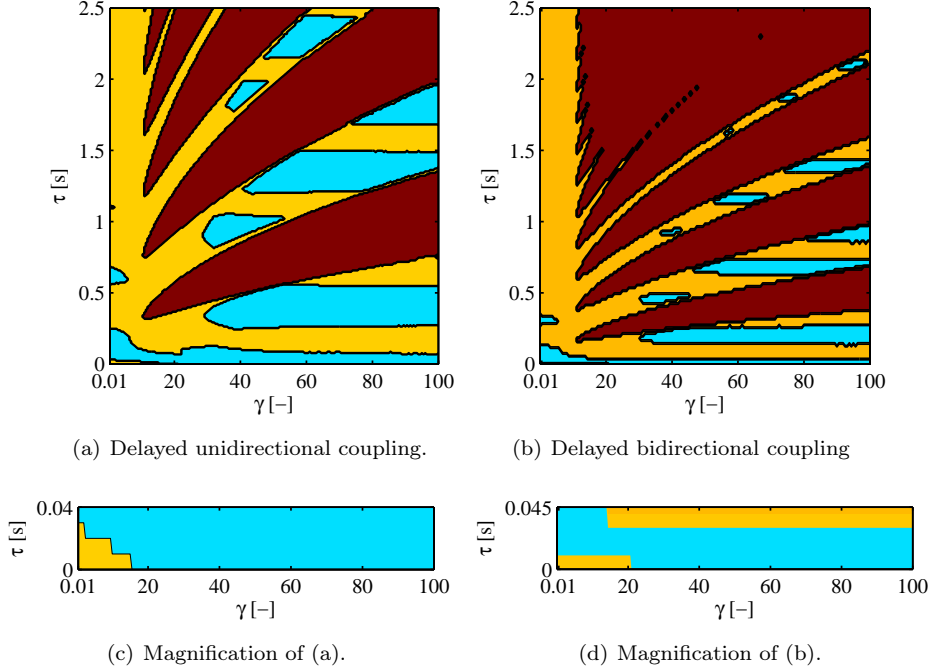 2.5
2
1.5
1
0.5
0
τ [s]
0.01 20 40 60 80 100
γ [−]
(a) Delayed unidirectional coupling.
2.5
2
1.5
1
0.5
0
τ [s]
0.01 20 40 60 80 100
γ [−]
(b) Delayed bidirectional coupling
0.04
0
τ [s]
0.01 20 40 60 80 100
γ [−]
(c) Magnification of (a).
0.045
0
τ [s]
0.01 20 40 60 80 100
γ [−]
(d) Magnification of (b).